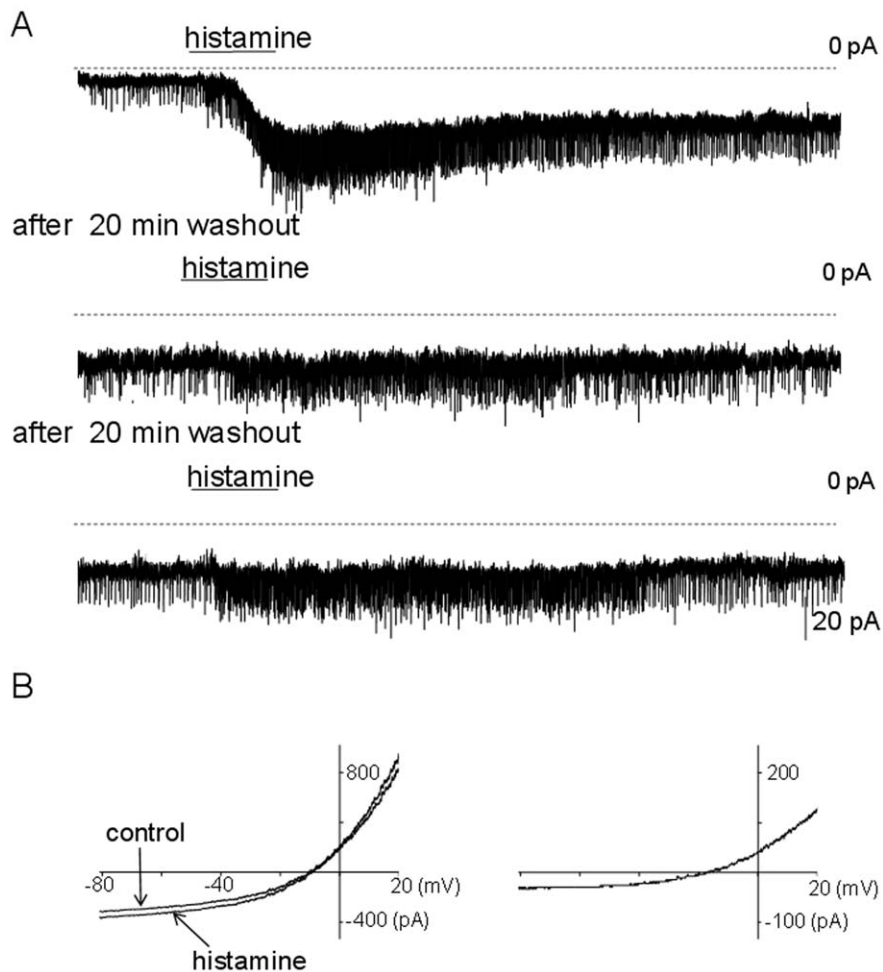 A
histamine
0 pA
after 20 min washout
histamine
0 pA
after 20 min washout
histamine
0 pA
20 pA
B
800
control
-80
-40
20 (mV)
-400 (pA)
histamine
200
20 (mV)
-100 (pA)